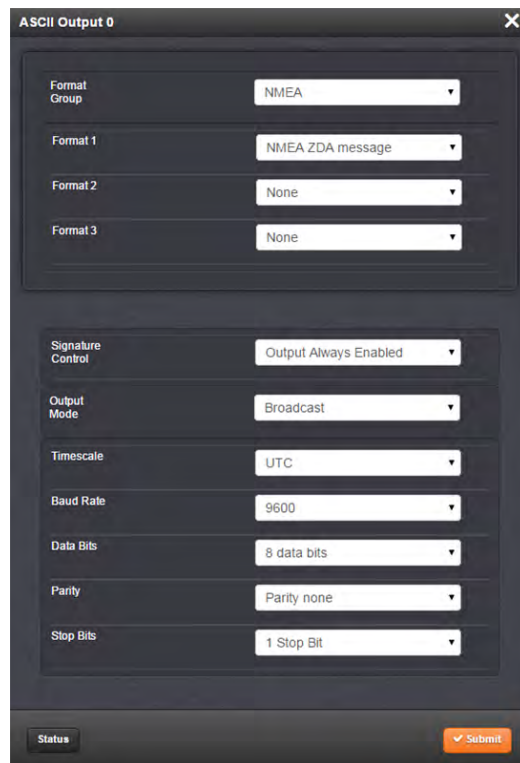 ASCII Output 0
Format
Group
NMEA
Format 1
NMEA ZDA message
Format 2
None
Format 3
None
Signature
Control
Output Always Enabled
Output
Mode
Broadcast
Timescale
UTC
Baud Rate
9600
Data Bits
8 data bits
Parity
Parity none
Stop Bits
1 Stop Bit
Status
Submit